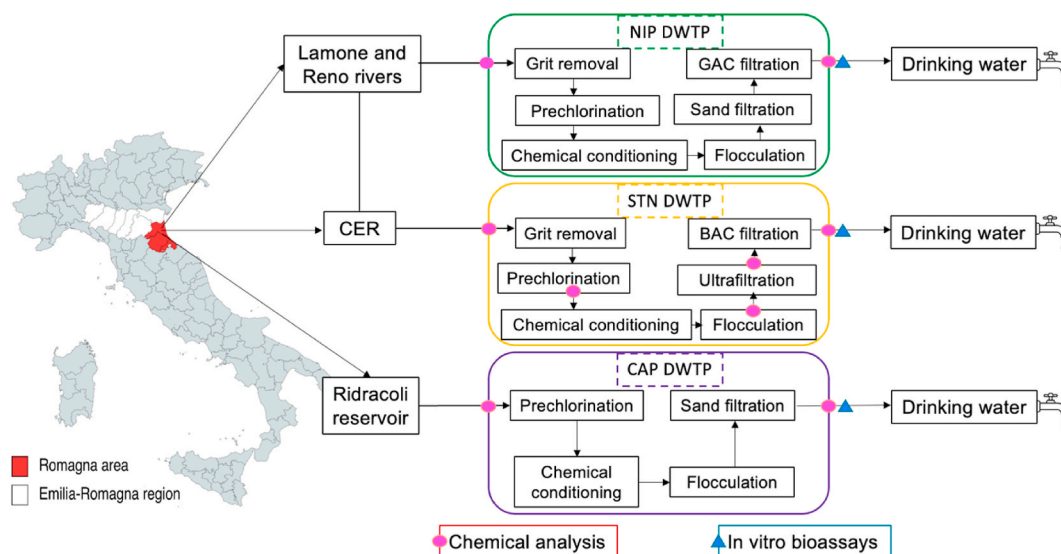 NIP DWTP
Lamone and
Reno rivers
Grit removal
GAC filtration
Drinking water
Prechlorination
Sand filtration
Chemical conditioning
Flocculation
STN DWTP
CER
Grit removal
BAC filtration
Drinking water
Prechlorination
Ultrafiltration
Chemical conditioning
Flocculation
CAP DWTP
Ridracoli
reservoir
Prechlorination
Sand filtration
Drinking water
Chemical
conditioning
Flocculation
Romagna area
Emilia-Romagna region
Chemical analysis
In vitro bioassays